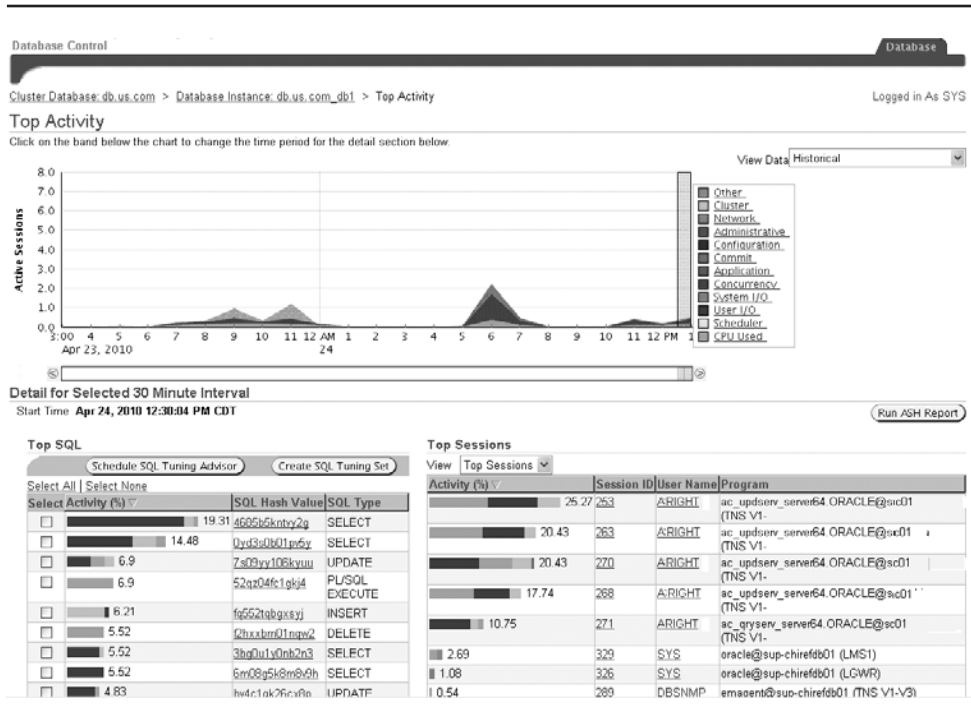 Database Control
Database
Cluster Database: db.us.com > Database Instance: db.us.com_db1 > Top Activity
Logged in As SYS
Top Activity
Click on the band below the chart to change the time period for the detail section below.
View Data Historical
Active Sessions
8.0
7.0
6.0
5.0
4.0
3.0
2.0
1.0
0.0
3:00 4 5 6 7 8 9 10 11 12 AM 1 2 3 4 5 6 7 8 9 10 11 12 PM 1
Apr 23, 2010 24
Other
Cluster
Network
Administrative
Configuration
Commit
Application
Concurrency
System I/O
User I/O
Scheduler
CPU Used
Detail for Selected 30 Minute Interval
Start Time Apr 24, 2010 12:30:04 PM CDT
Run ASH Report
Top SQL
Schedule SQL Tuning Advisor Create SQL Tuning Set
Select All | Select None
Select Activity (%) SQL Hash Value SQL Type
19.31 4605b5kntvy2g SELECT
14.48 0yd3s0b01pv5y SELECT
6.9 7s09yy106kyuu UPDATE
6.9 52qz04fc1gkj4 PL/SQL EXECUTE
6.21 fq552tqbgxsyj INSERT
5.52 f2hxxbm01nqw2 DELETE
5.52 3bg0u1y0nb2n3 SELECT
5.52 6m08g5k8m8v9h SELECT
4.83 UPDATE
Top Sessions
View Top Sessions
Activity (%) Session ID User Name Program
25.27 253 ARIGHT ac_updserv_server64.ORACLE@sic01 (TNS V1-
20.43 263 ARIGHT ac_updserv_server64.ORACLE@sc01 (TNS V1-
20.43 270 ARIGHT ac_updserv_server64.ORACLE@sc01 (TNS V1-
17.74 268 ARIGHT ac_updserv_server64.ORACLE@sic01 (TNS V1-
10.75 271 ARIGHT ac_qryserv_server64.ORACLE@sc01 (TNS V1-
2.69 329 SYS oracle@sup-chirefdb01 (LMS1)
1.08 326 SYS oracle@sup-chirefdb01 (LGWR)
0.54 289 DBSNMP emagent@sup-chirefdb01 (TNS V1-V3)